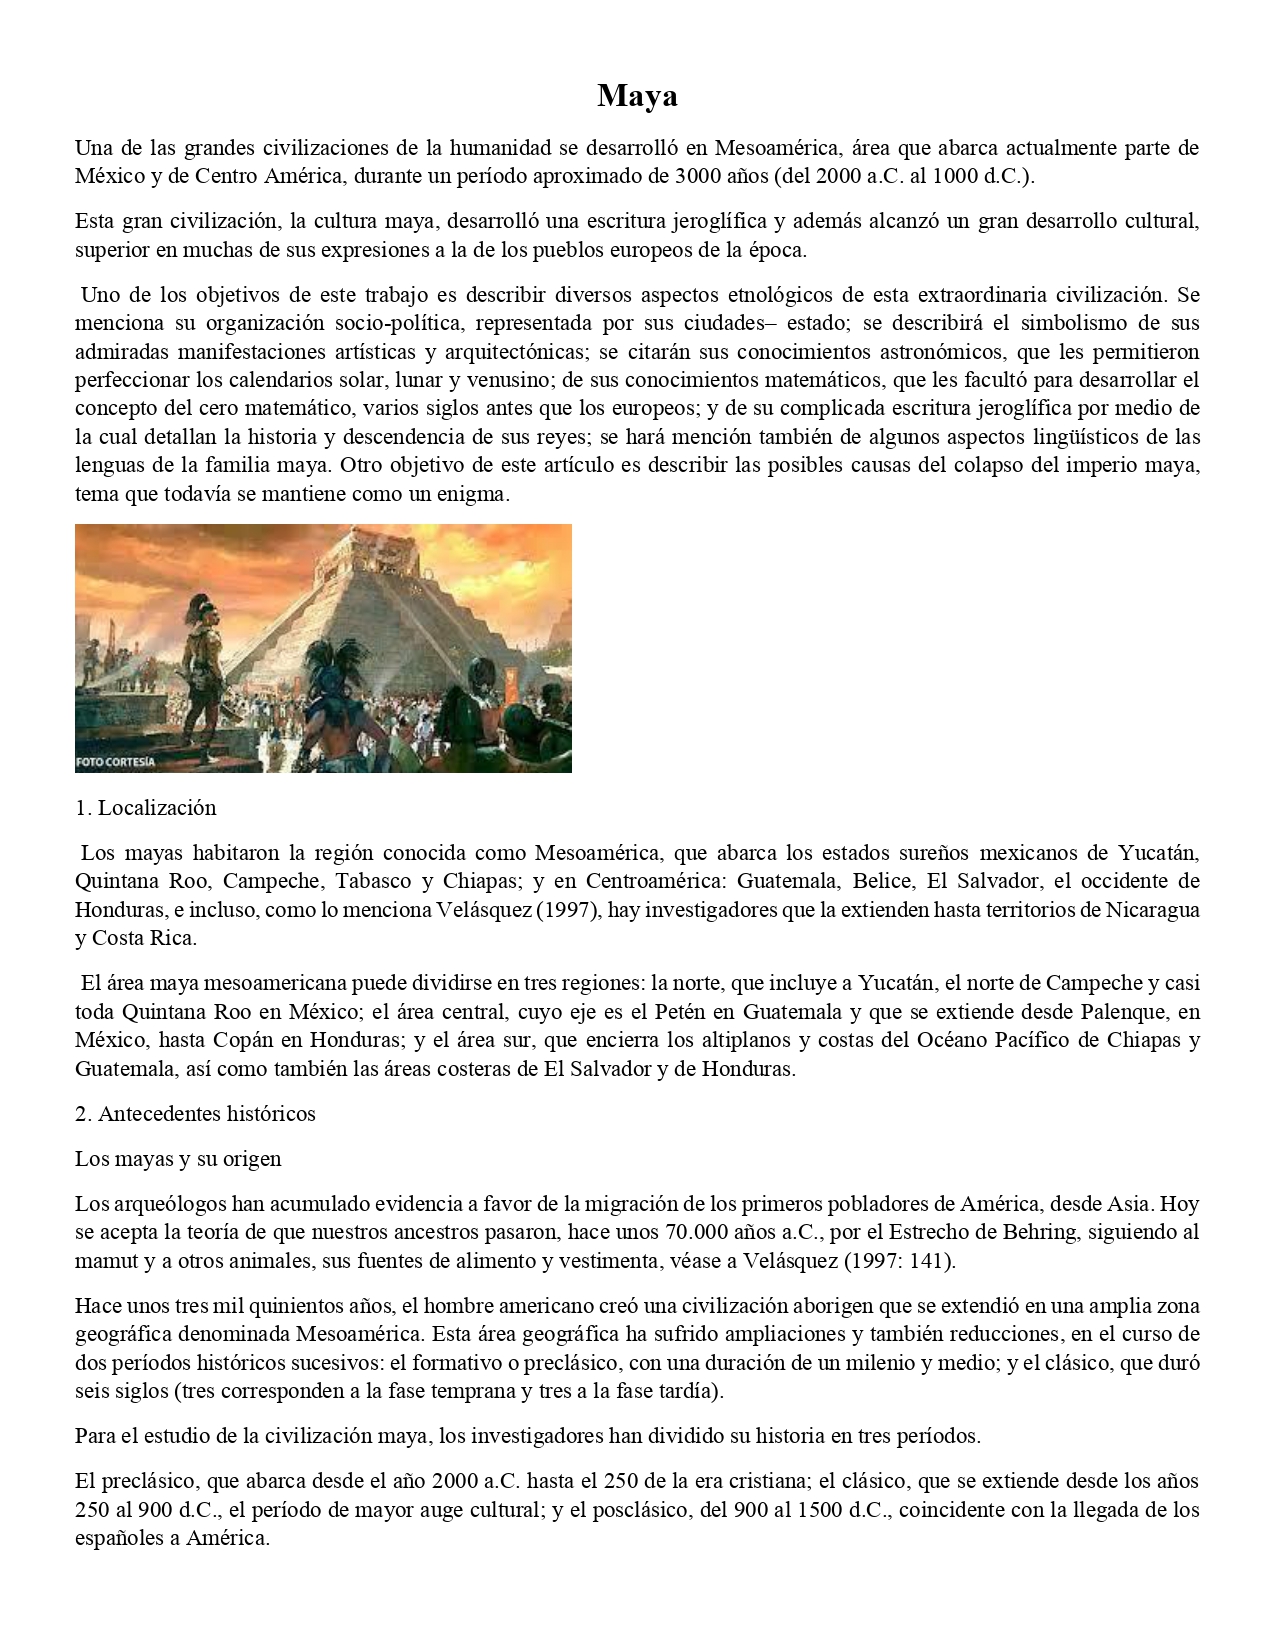 Maya
Una de las grandes civilizaciones de la humanidad se desarrolló en Mesoamérica, área que abarca actualmente parte de
México y de Centro América, durante un período aproximado de 3000 años (del 2000 a.C. al 1000 d.C.).
Esta gran civilización, la cultura maya, desarrolló una escritura jeroglífica y además alcanzó un gran desarrollo cultural,
superior en muchas de sus expresiones a la de los pueblos europeos de la época.
Uno de los objetivos de este trabajo es describir diversos aspectos etnológicos de esta extraordinaria civilización. Se
menciona su organización socio-política, representada por sus ciudades– estado; se describirá el simbolismo de sus
admiradas manifestaciones artísticas y arquitectónicas; se citarán sus conocimientos astronómicos, que les permitieron
perfeccionar los calendarios solar, lunar y venusino; de sus conocimientos matemáticos, que les facultó para desarrollar el
concepto del cero matemático, varios siglos antes que los europeos; y de su complicada escritura jeroglífica por medio de
la cual detallan la historia y descendencia de sus reyes; se hará mención también de algunos aspectos lingüísticos de las
lenguas de la familia maya. Otro objetivo de este artículo es describir las posibles causas del colapso del imperio maya,
tema que todavía se mantiene como un enigma.
FOTO CORTESÍA
1. Localización
Los mayas habitaron la región conocida como Mesoamérica, que abarca los estados sureños mexicanos de Yucatán,
Quintana Roo, Campeche, Tabasco y Chiapas; y en Centroamérica: Guatemala, Belice, El Salvador, el occidente de
Honduras, e incluso, como lo menciona Velásquez (1997), hay investigadores que la extienden hasta territorios de Nicaragua
y Costa Rica.
El área maya mesoamericana puede dividirse en tres regiones: la norte, que incluye a Yucatán, el norte de Campeche y casi
toda Quintana Roo en México; el área central, cuyo eje es el Petén en Guatemala y que se extiende desde Palenque, en
México, hasta Copán en Honduras; y el área sur, que encierra los altiplanos y costas del Océano Pacífico de Chiapas y
Guatemala, así como también las áreas costeras de El Salvador y de Honduras.
2. Antecedentes históricos
Los mayas y su origen
Los arqueólogos han acumulado evidencia a favor de la migración de los primeros pobladores de América, desde Asia. Hoy
se acepta la teoría de que nuestros ancestros pasaron, hace unos 70.000 años a.C., por el Estrecho de Behring, siguiendo al
mamut y a otros animales, sus fuentes de alimento y vestimenta, véase a Velásquez (1997: 141).
Hace unos tres mil quinientos años, el hombre americano creó una civilización aborigen que se extendió en una amplia zona
geográfica denominada Mesoamérica. Esta área geográfica ha sufrido ampliaciones y también reducciones, en el curso de
dos períodos históricos sucesivos: el formativo o preclásico, con una duración de un milenio y medio; y el clásico, que duró
seis siglos (tres corresponden a la fase temprana y tres a la fase tardía).
Para el estudio de la civilización maya, los investigadores han dividido su historia en tres períodos.
El preclásico, que abarca desde el año 2000 a.C. hasta el 250 de la era cristiana; el clásico, que se extiende desde los años
250 al 900 d.C., el período de mayor auge cultural; y el posclásico, del 900 al 1500 d.C., coincidente con la llegada de los
españoles a América.